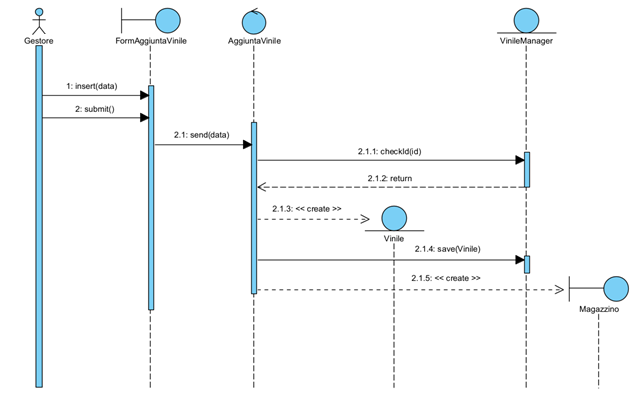 Gestore
FormAggiuntaVinile
AggiuntaVinile
VinileManager
1: insert(data)
2: submit()
2.1: send(data)
2.1.1: checkId(id)
2.1.2: return
2.1.3: << create >>
Vinile
2.1.4: save(Vinile)
2.1.5: << create >>
Magazzino